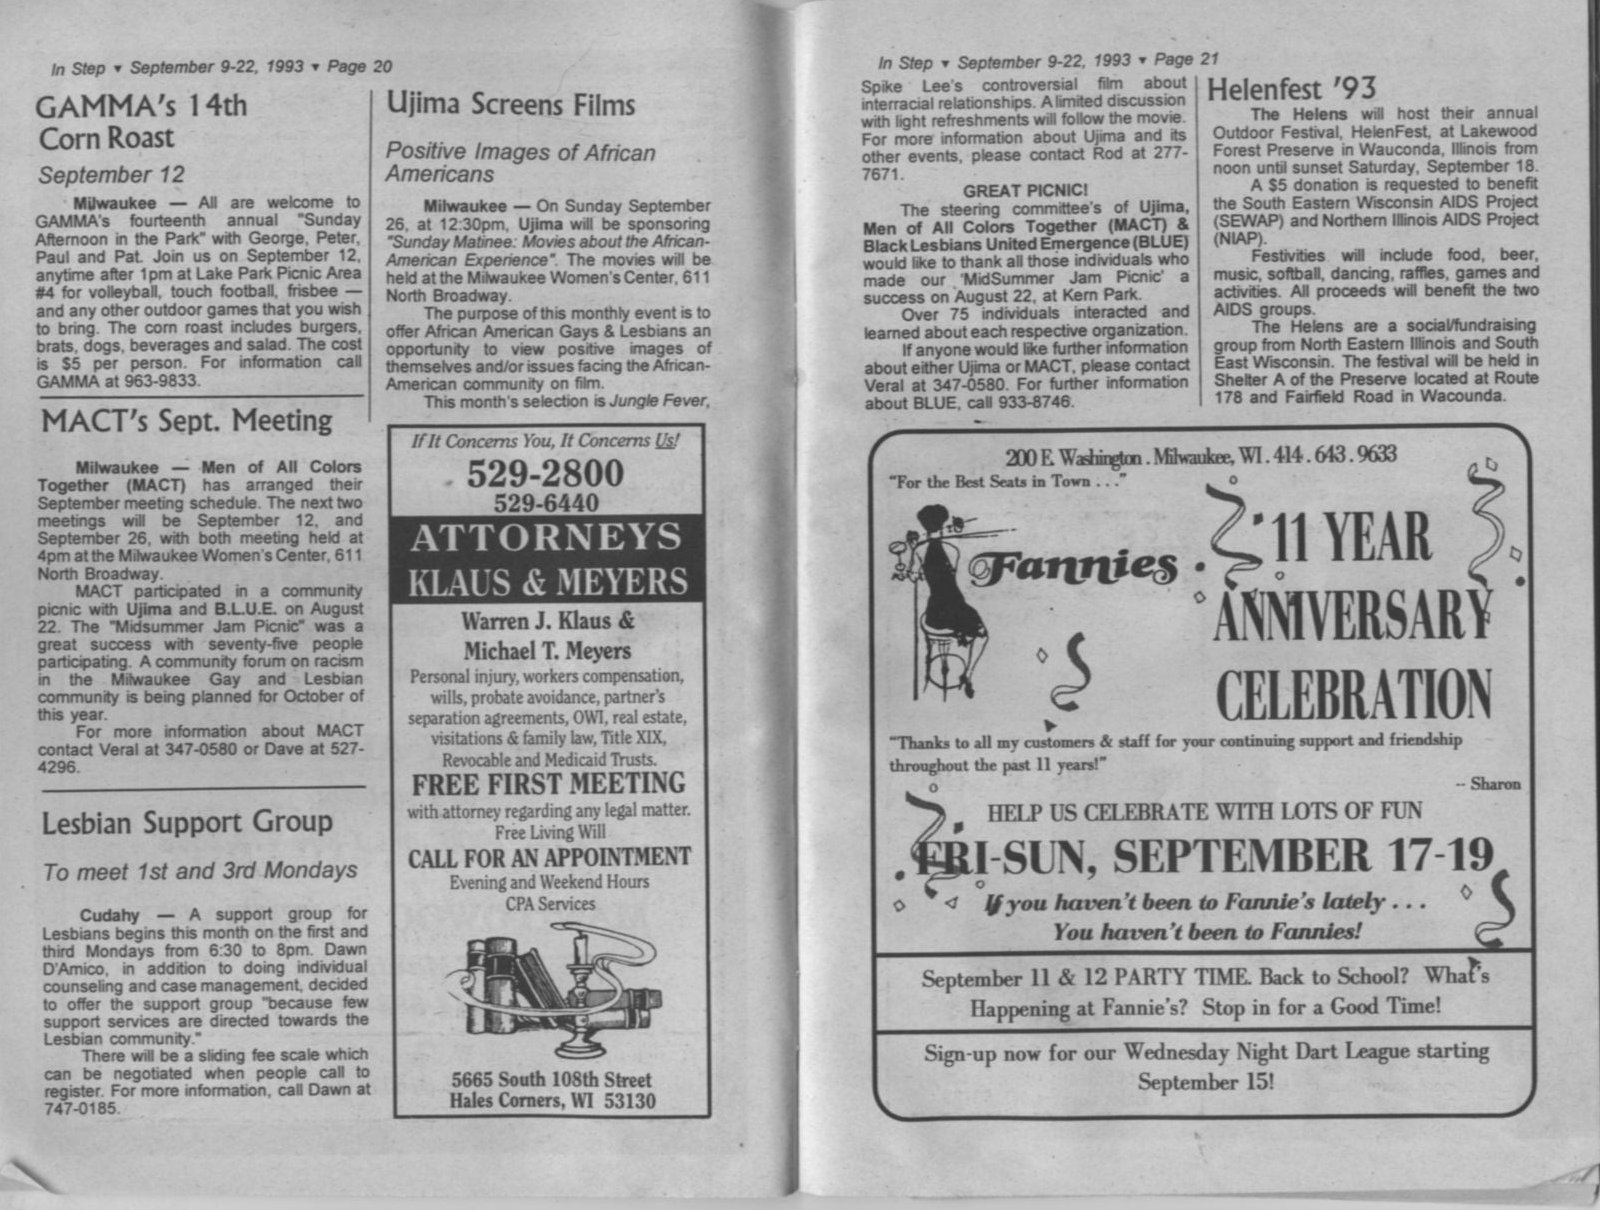 In Step ▼ September 9-22, 1993 ▼ Page 20
GAMMA's 14th
Corn Roast
September 12
Milwaukee — All are welcome to
GAMMA's fourteenth annual "Sunday
Afternoon in the Park" with George, Peter,
Paul and Pat. Join us on September 12,
anytime after 1pm at Lake Park Picnic Area
#4 for volleyball, touch football, frisbee —
and any other outdoor games that you wish
to bring. The corn roast includes burgers,
brats, dogs, beverages and salad. The cost
is $5 per person. For information call
GAMMA at 963-9833.
MACT's Sept. Meeting
Milwaukee — Men of All Colors
Together (MACT) has arranged their
September meeting schedule. The next two
meetings will be September 12, and
September 26, with both meeting held at
4pm at the Milwaukee Women's Center, 611
North Broadway.
MACT participated in a community
picnic with Ujima and B.L.U.E. on August
22. The "Midsummer Jam Picnic" was a
great success with seventy-five people
participating. A community forum on racism
in the Milwaukee Gay and Lesbian
community is being planned for October of
this year.
For more information about MACT
contact Veral at 347-0580 or Dave at 527-
4296.
Lesbian Support Group
To meet 1st and 3rd Mondays
Cudahy — A support group for
Lesbians begins this month on the first and
third Mondays from 6:30 to 8pm. Dawn
D'Amico, in addition to doing individual
counseling and case management, decided
to offer the support group "because few
support services are directed towards the
Lesbian community."
There will be a sliding fee scale which
can be negotiated when people call to
register. For more information, call Dawn at
747-0185.
Ujima Screens Films
Positive Images of African
Americans
Milwaukee — On Sunday September
26, at 12:30pm, Ujima will be sponsoring
"Sunday Matinee: Movies about the African-
American Experience". The movies will be
held at the Milwaukee Women's Center, 611
North Broadway.
The purpose of this monthly event is to
offer African American Gays & Lesbians an
opportunity to view positive images of
themselves and/or issues facing the African-
American community on film.
This month's selection is Jungle Fever,
If It Concerns You, It Concerns Us!
529-2800
529-6440
ATTORNEYS
KLAUS & MEYERS
Warren J. Klaus &
Michael T. Meyers
Personal injury, workers compensation,
wills, probate avoidance, partner's
separation agreements, OWI, real estate,
visitations & family law, Title XIX,
Revocable and Medicaid Trusts.
FREE FIRST MEETING
with attorney regarding any legal matter.
Free Living Will
CALL FOR AN APPOINTMENT
Evening and Weekend Hours
CPA Services
5665 South 108th Street
Hales Corners, WI 53130
In Step ▼ September 9-22, 1993 ▼ Page 21
Spike Lee's controversial film about
interracial relationships. A limited discussion
with light refreshments will follow the movie.
For more information about Ujima and its
other events, please contact Rod at 277-
7671.
GREAT PICNIC!
The steering committee's of Ujima,
Men of All Colors Together (MACT) &
Black Lesbians United Emergence (BLUE)
would like to thank all those individuals who
made our 'MidSummer Jam Picnic' a
success on August 22, at Kern Park.
Over 75 individuals interacted and
learned about each respective organization.
If anyone would like further information
about either Ujima or MACT, please contact
Veral at 347-0580. For further information
about BLUE, call 933-8746.
Helenfest '93
The Helens will host their annual
Outdoor Festival, HelenFest, at Lakewood
Forest Preserve in Wauconda, Illinois from
noon until sunset Saturday, September 18.
A $5 donation is requested to benefit
the South Eastern Wisconsin AIDS Project
(SEWAP) and Northern Illinois AIDS Project
(NIAP).
Festivities will include food, beer,
music, softball, dancing, raffles, games and
activities. All proceeds will benefit the two
AIDS groups.
The Helens are a social/fundraising
group from North Eastern Illinois and South
East Wisconsin. The festival will be held in
Shelter A of the Preserve located at Route
178 and Fairfield Road in Wacounda.
200 E. Washington . Milwaukee, WI . 414 . 643 . 9633
"For the Best Seats in Town . . ."
Fannies
11 YEAR
ANNIVERSARY
CELEBRATION
"Thanks to all my customers & staff for your continuing support and friendship
throughout the past 11 years!"
-- Sharon
HELP US CELEBRATE WITH LOTS OF FUN
FRI-SUN, SEPTEMBER 17-19
If you haven't been to Fannie's lately . . .
You haven't been to Fannies!
September 11 & 12 PARTY TIME. Back to School? What's
Happening at Fannie's? Stop in for a Good Time!
Sign-up now for our Wednesday Night Dart League starting
September 15!